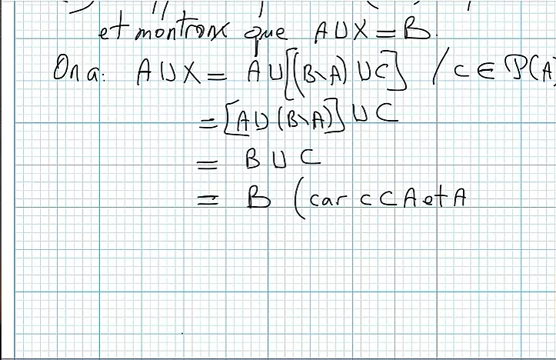 et montrons que A∪X = B.
On a: A∪X = A∪[(B\A)∪C] / C ∈ P(A)
= [A∪(B\A)]∪C
= B∪C
= B (car C⊂A et A